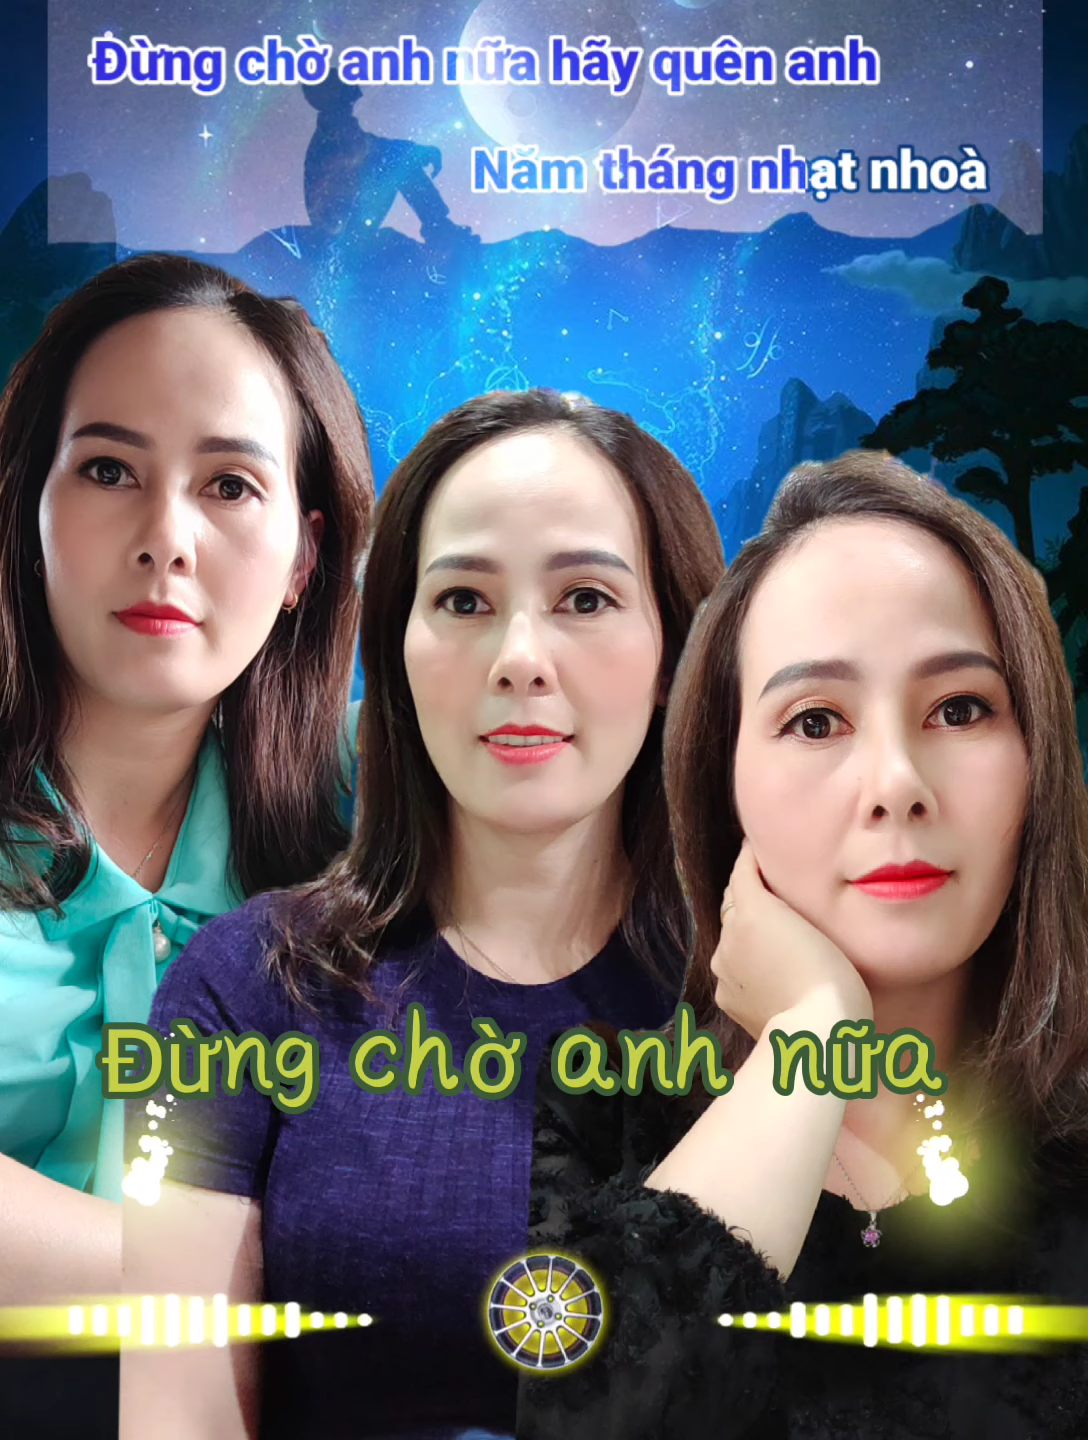 Đừng chờ anh nữa hãy quên anh
Năm tháng nhạt nhoà
Đừng chờ anh nữa